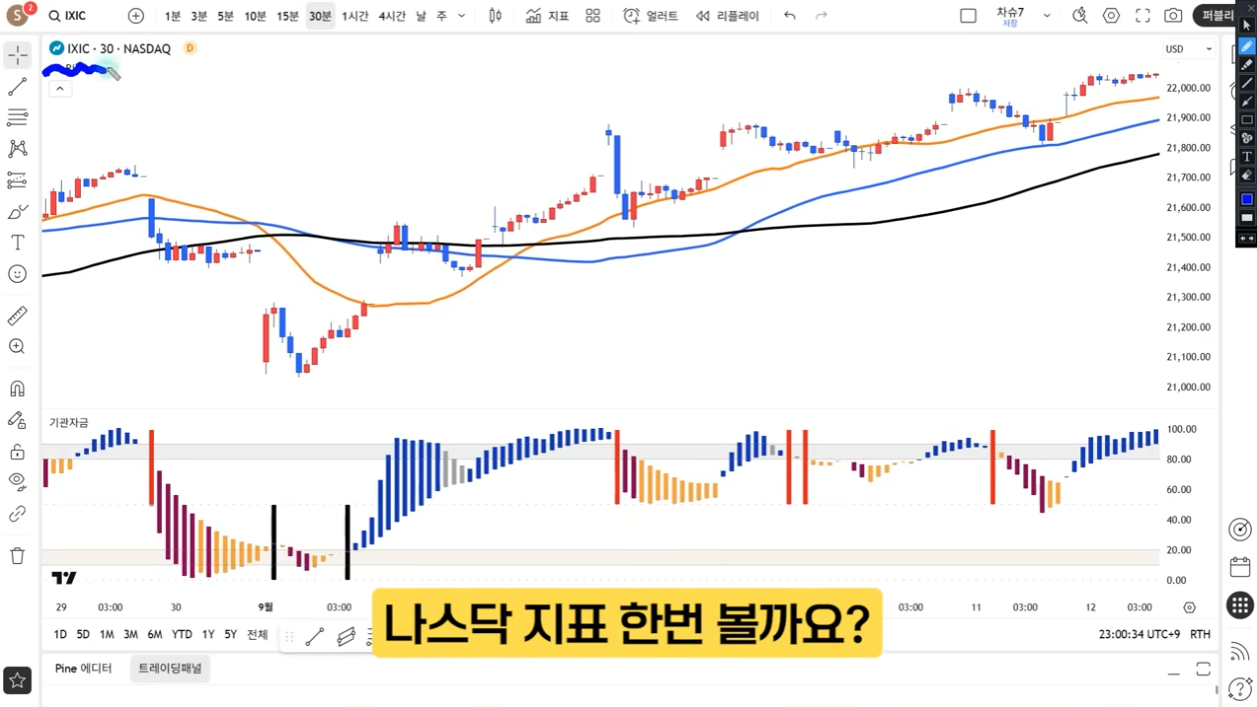 S 2 IXIC 1분 3분 5분 10분 15분 30분 1시간 4시간 날 주 지표 얼러트 리플레이 차슈7 퍼블리
저장
IXIC · 30 · NASDAQ D USD
22,000.00
21,900.00
21,800.00
21,700.00
21,600.00
21,500.00
21,400.00
21,300.00
21,200.00
21,100.00
21,000.00
기관자금
100.00
80.00
60.00
40.00
20.00
0.00
29 03:00 30 9월 03:00 03:00 11 03:00 12 03:00
나스닥 지표 한번 볼까요?
1D 5D 1M 3M 6M YTD 1Y 5Y 전체 23:00:34 UTC+9 RTH
Pine 에디터 트레이딩패널